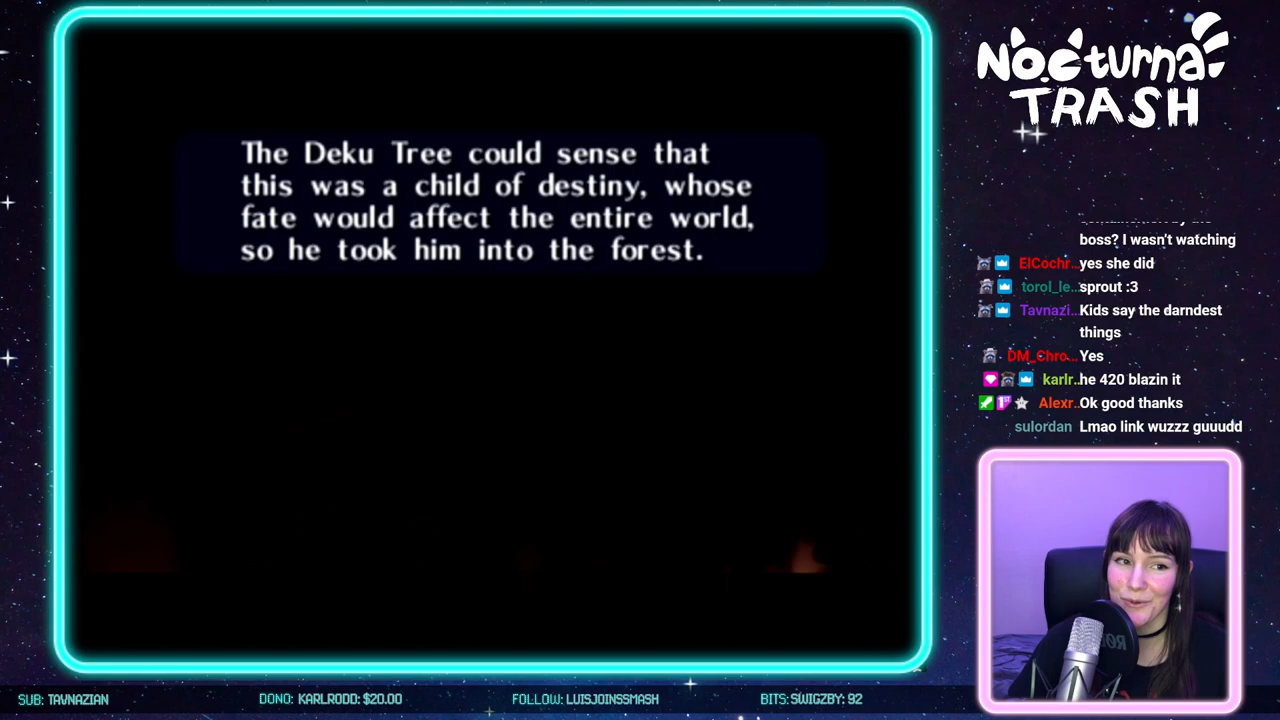 The Deku Tree could sense that
this was a child of destiny, whose
fate would affect the entire world,
so he took him into the forest.
NOcturna
TRASH
boss? I wasn't watching
ElCochr.. yes she did
torol_le.. sprout :3
Tavnazi.. Kids say the darndest
things
DM_Chro... Yes
karlr.. he 420 blazin it
Alexr.. Ok good thanks
sulordan Lmao link wuzzz guuudd
SUB: TAVNAZIAN
DONO: KARLRODD: $20.00
FOLLOW: LUISJOINSSMASH
BITS: SWIGZBY: 92